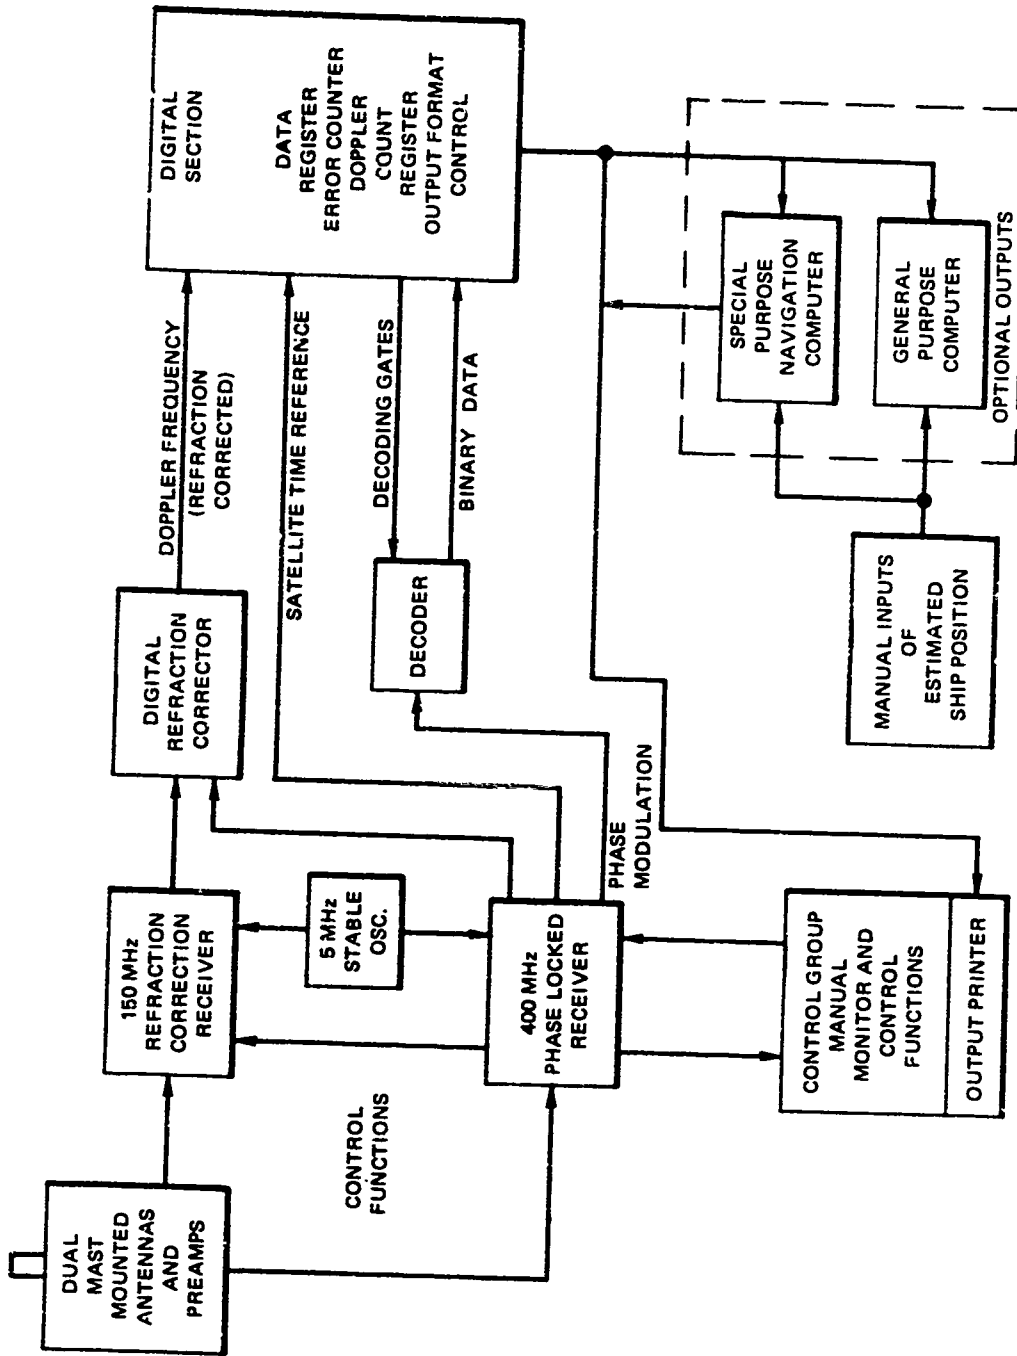 DUAL
MAST
MOUNTED
ANTENNAS
AND
PREAMPS
150 MHz
REFRACTION
CORRECTION
RECEIVER
DIGITAL
REFRACTION
CORRECTOR
DOPPLER FREQUENCY
(REFRACTION
CORRECTED)
DIGITAL
SECTION
DATA
REGISTER
ERROR COUNTER
DOPPLER
COUNT
REGISTER
OUTPUT FORMAT
CONTROL
SATELLITE TIME REFERENCE
5 MHz
STABLE
OSC.
CONTROL
FUNCTIONS
DECODING GATES
DECODER
BINARY DATA
400 MHz
PHASE LOCKED
RECEIVER
PHASE
MODULATION
CONTROL GROUP
MANUAL
MONITOR AND
CONTROL
FUNCTIONS
OUTPUT PRINTER
MANUAL INPUTS
OF
ESTIMATED
SHIP POSITION
SPECIAL
PURPOSE
NAVIGATION
COMPUTER
GENERAL
PURPOSE
COMPUTER
OPTIONAL OUTPUTS